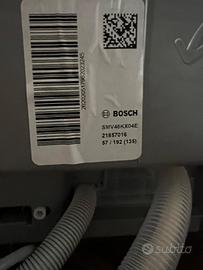 BOSCH
SMV46KX04E
21857016
57 / 192 (135)
subito